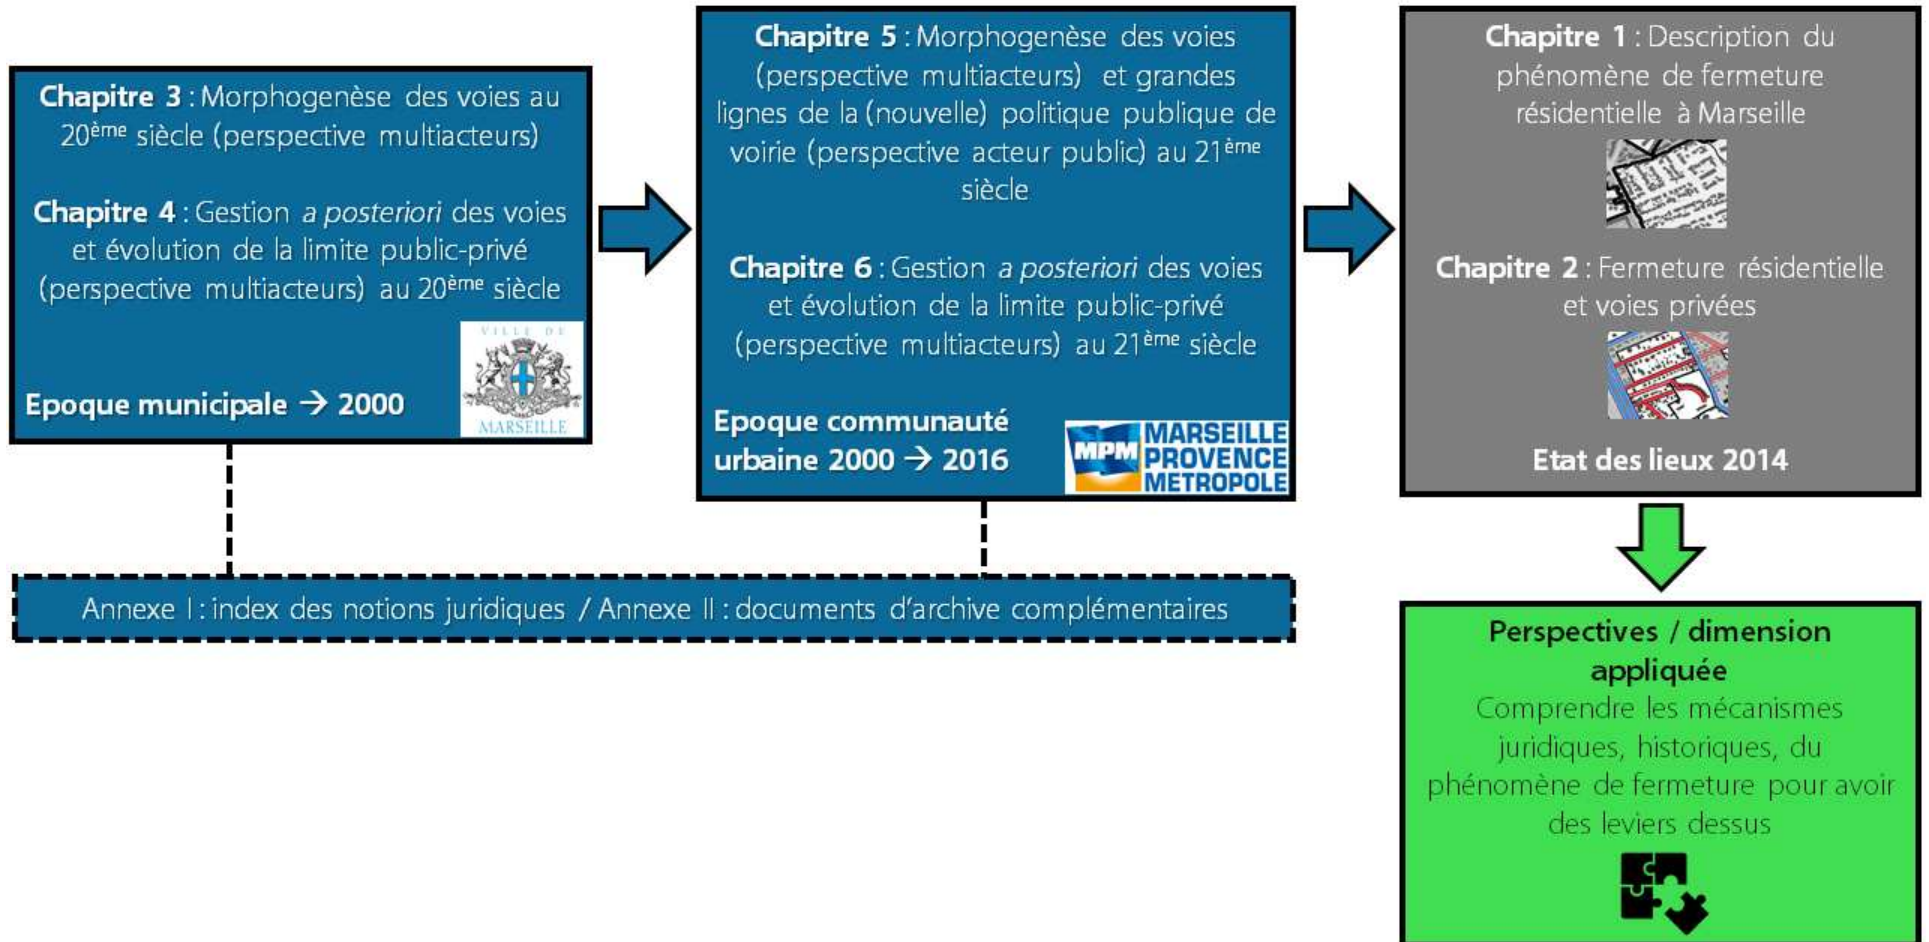 Chapitre 3 : Morphogenèse des voies au
20ème siècle (perspective multiacteurs)
Chapitre 4 : Gestion a posteriori des voies
et évolution de la limite public-privé
(perspective multiacteurs) au 20ème siècle
Epoque municipale → 2000
VILLE DE
MARSEILLE
Chapitre 5 : Morphogenèse des voies
(perspective multiacteurs) et grandes
lignes de la (nouvelle) politique publique de
voirie (perspective acteur public) au 21ème
siècle
Chapitre 6 : Gestion a posteriori des voies
et évolution de la limite public-privé
(perspective multiacteurs) au 21ème siècle
Epoque communauté
urbaine 2000 → 2016
MPM
MARSEILLE
PROVENCE
METROPOLE
Chapitre 1 : Description du
phénomène de fermeture
résidentielle à Marseille
Chapitre 2 : Fermeture résidentielle
et voies privées
Etat des lieux 2014
Annexe I : index des notions juridiques / Annexe II : documents d'archive complémentaires
Perspectives / dimension
appliquée
Comprendre les mécanismes
juridiques, historiques, du
phénomène de fermeture pour avoir
des leviers dessus